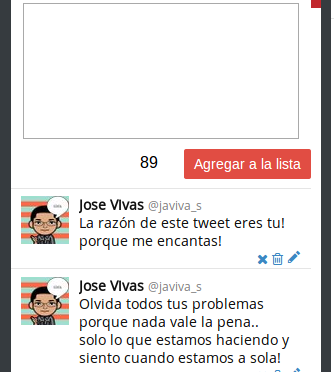 89
Agregar a la lista
Jose Vivas @javiva_s
La razón de este tweet eres tu!
porque me encantas!
Jose Vivas @javiva_s
Olvida todos tus problemas
porque nada vale la pena..
solo lo que estamos haciendo y
siento cuando estamos a sola!